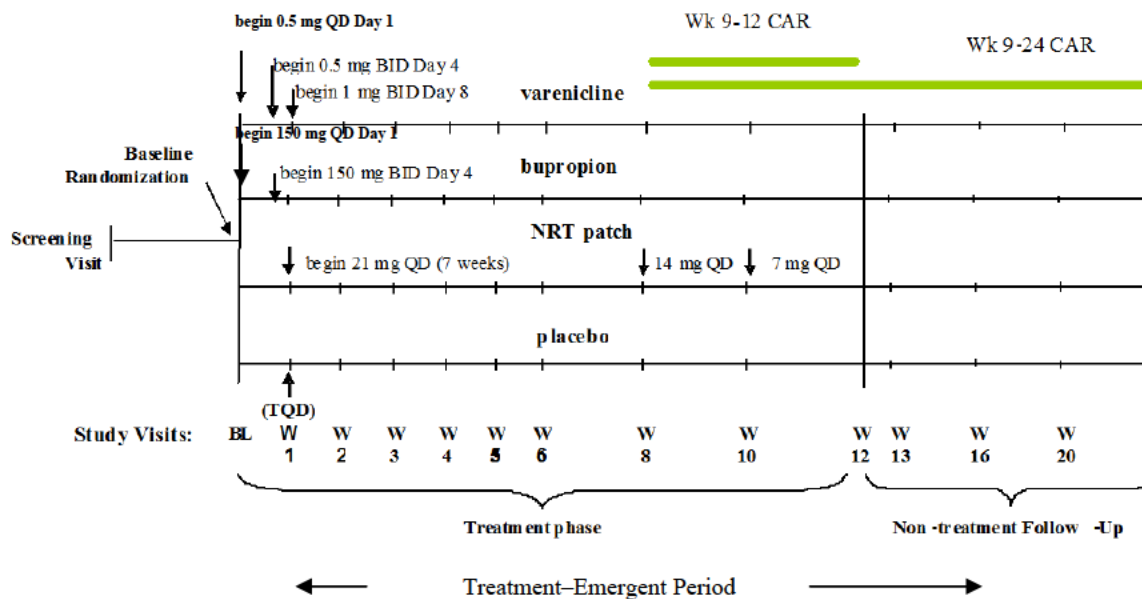 begin 0.5 mg QD Day 1
Wk 9-12 CAR
Wk 9-24 CAR
begin 0.5 mg BID Day 4
begin 1 mg BID Day 8
varenicline
begin 150 mg QD Day 1
Baseline
Randomization
bupropion
begin 150 mg BID Day 4
Screening
Visit
NRT patch
begin 21 mg QD (7 weeks)
14 mg QD
7 mg QD
placebo
(TQD)
Study Visits: BL W W W W W W W W W W W W
1 2 3 4 5 6 8 10 12 13 16 20
Treatment phase
Non -treatment Follow -Up
Treatment–Emergent Period